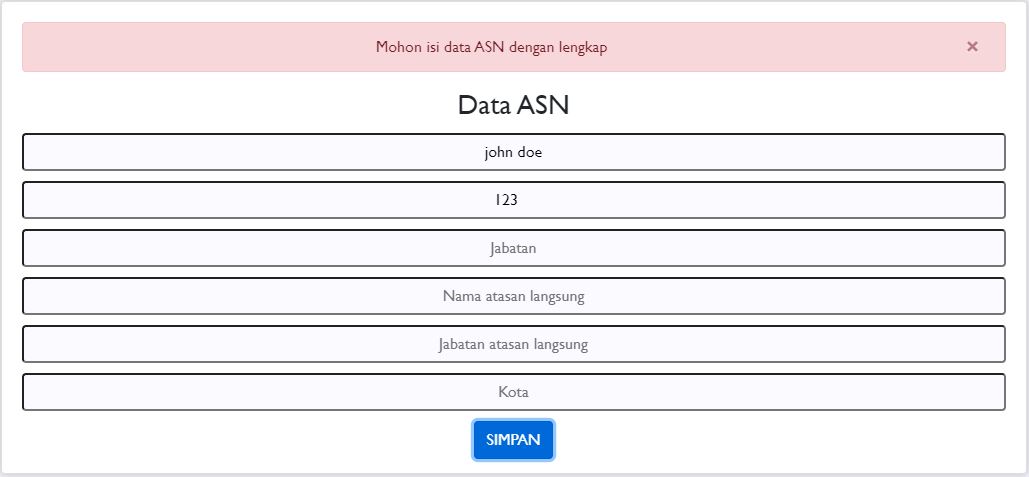 Mohon isi data ASN dengan lengkap ×
Data ASN
john doe
123
Jabatan
Nama atasan langsung
Jabatan atasan langsung
Kota
SIMPAN